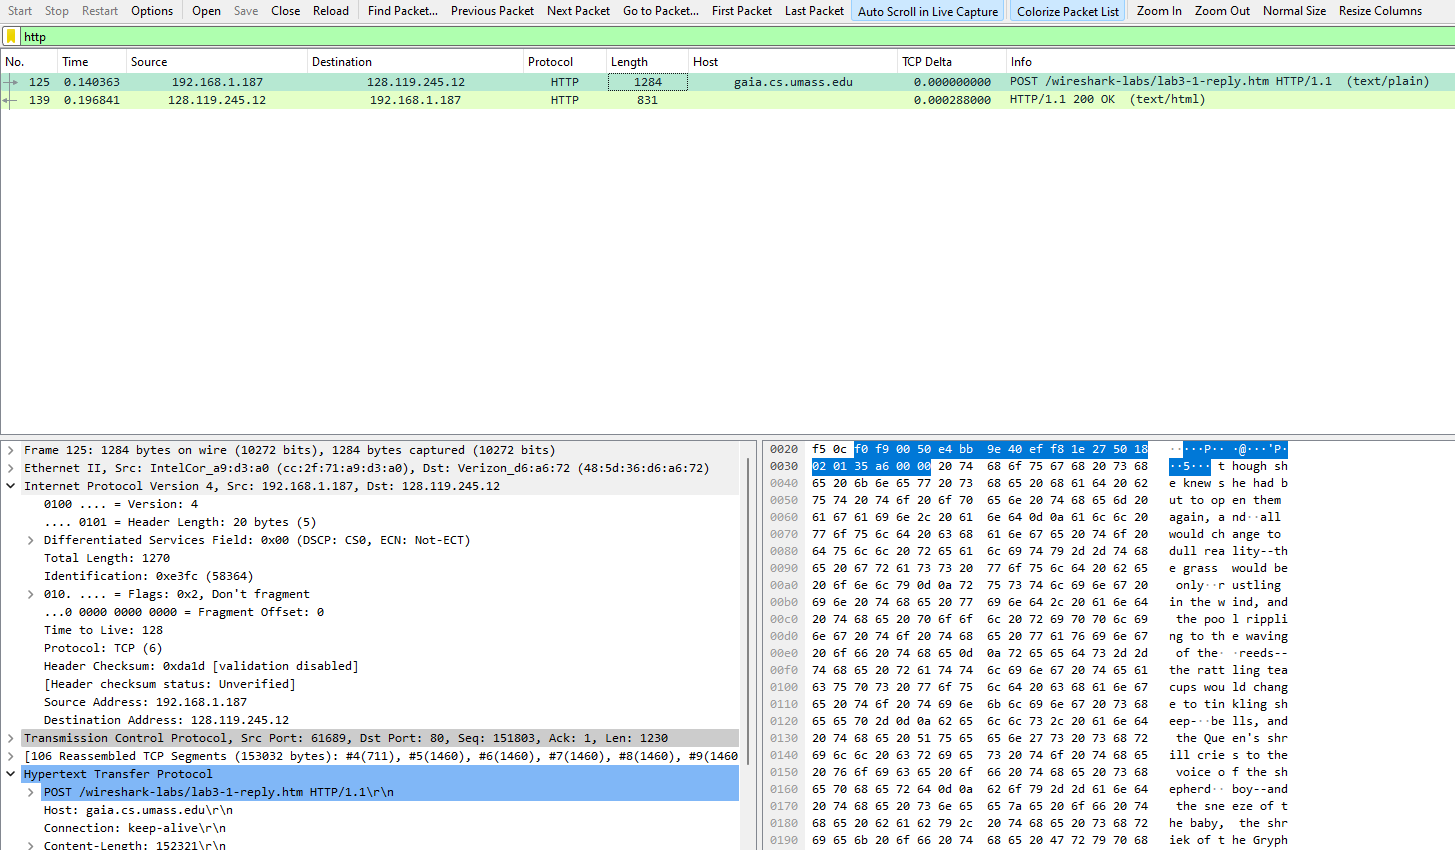 Start Stop Restart Options Open Save Close Reload Find Packet... Previous Packet Next Packet Go to Packet... First Packet Last Packet Auto Scroll in Live Capture Colorize Packet List Zoom In Zoom Out Normal Size Resize Columns
http
No. Time Source Destination Protocol Length Host TCP Delta Info
125 0.140363 192.168.1.187 128.119.245.12 HTTP 1284 gaia.cs.umass.edu 0.000000000 POST /wireshark-labs/lab3-1-reply.htm HTTP/1.1 (text/plain)
139 0.196841 128.119.245.12 192.168.1.187 HTTP 831 0.000288000 HTTP/1.1 200 OK (text/html)
Frame 125: 1284 bytes on wire (10272 bits), 1284 bytes captured (10272 bits)
Ethernet II, Src: IntelCor_a9:d3:a0 (cc:2f:71:a9:d3:a0), Dst: Verizon_d6:a6:72 (48:5d:36:d6:a6:72)
Internet Protocol Version 4, Src: 192.168.1.187, Dst: 128.119.245.12
0100 .... = Version: 4
.... 0101 = Header Length: 20 bytes (5)
Differentiated Services Field: 0x00 (DSCP: CS0, ECN: Not-ECT)
Total Length: 1270
Identification: 0xe3fc (58364)
010. .... = Flags: 0x2, Don't fragment
...0 0000 0000 0000 = Fragment Offset: 0
Time to Live: 128
Protocol: TCP (6)
Header Checksum: 0xda1d [validation disabled]
[Header checksum status: Unverified]
Source Address: 192.168.1.187
Destination Address: 128.119.245.12
Transmission Control Protocol, Src Port: 61689, Dst Port: 80, Seq: 151803, Ack: 1, Len: 1230
[106 Reassembled TCP Segments (153032 bytes): #4(711), #5(1460), #6(1460), #7(1460), #8(1460), #9(1460
Hypertext Transfer Protocol
POST /wireshark-labs/lab3-1-reply.htm HTTP/1.1\r\n
Host: gaia.cs.umass.edu\r\n
Connection: keep-alive\r\n
Content-Length: 152321\r\n
0020 f5 0c f0 f9 00 50 e4 bb 9e 40 ef f8 1e 27 50 18 ·····P·· ·@···'P·
0030 02 01 35 a6 00 00 20 74 68 6f 75 67 68 20 73 68 ··5··· t hough sh
0040 65 20 6b 6e 65 77 20 73 68 65 20 68 61 64 20 62 e knew s he had b
0050 75 74 20 74 6f 20 6f 70 65 6e 20 74 68 65 6d 20 ut to op en them
0060 61 67 61 69 6e 2c 20 61 6e 64 0d 0a 61 6c 6c 20 again, a nd··all
0070 77 6f 75 6c 64 20 63 68 61 6e 67 65 20 74 6f 20 would ch ange to
0080 64 75 6c 6c 20 72 65 61 6c 69 74 79 2d 2d 74 68 dull rea lity--th
0090 65 20 67 72 61 73 73 20 77 6f 75 6c 64 20 62 65 e grass would be
00a0 20 6f 6e 6c 79 0d 0a 72 75 73 74 6c 69 6e 67 20 only··r ustling
00b0 69 6e 20 74 68 65 20 77 69 6e 64 2c 20 61 6e 64 in the w ind, and
00c0 20 74 68 65 20 70 6f 6f 6c 20 72 69 70 70 6c 69 the poo l rippli
00d0 6e 67 20 74 6f 20 74 68 65 20 77 61 76 69 6e 67 ng to th e waving
00e0 20 6f 66 20 74 68 65 0d 0a 72 65 65 64 73 2d 2d of the· ·reeds--
00f0 74 68 65 20 72 61 74 74 6c 69 6e 67 20 74 65 61 the ratt ling tea
0100 63 75 70 73 20 77 6f 75 6c 64 20 63 68 61 6e 67 cups wou ld chang
0110 65 20 74 6f 20 74 69 6e 6b 6c 69 6e 67 20 73 68 e to tin kling sh
0120 65 65 70 2d 0d 0a 62 65 6c 6c 73 2c 20 61 6e 64 eep-··be lls, and
0130 20 74 68 65 20 51 75 65 65 6e 27 73 20 73 68 72 the Que en's shr
0140 69 6c 6c 20 63 72 69 65 73 20 74 6f 20 74 68 65 ill crie s to the
0150 20 76 6f 69 63 65 20 6f 66 20 74 68 65 20 73 68 voice o f the sh
0160 65 70 68 65 72 64 0d 0a 62 6f 79 2d 2d 61 6e 64 epherd·· boy--and
0170 20 74 68 65 20 73 6e 65 65 7a 65 20 6f 66 20 74 the sne eze of t
0180 68 65 20 62 61 62 79 2c 20 74 68 65 20 73 68 72 he baby, the shr
0190 69 65 6b 20 6f 66 20 74 68 65 20 47 72 79 70 68 iek of t he Gryph